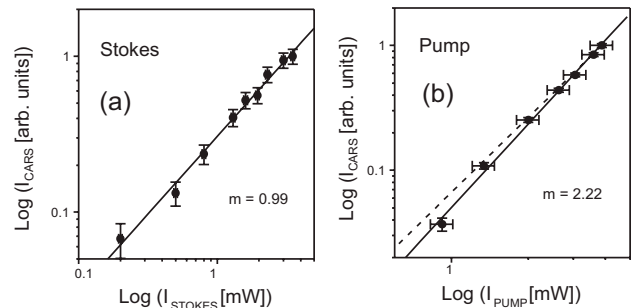 Stokes
(a)
m = 0.99
1
0.1
0.1
1
Log (I_CARS [arb. units])
Log (I_STOKES [mW])
Pump
(b)
m = 2.22
1
0.1
1
Log (I_CARS [arb. units])
Log (I_PUMP [mW])